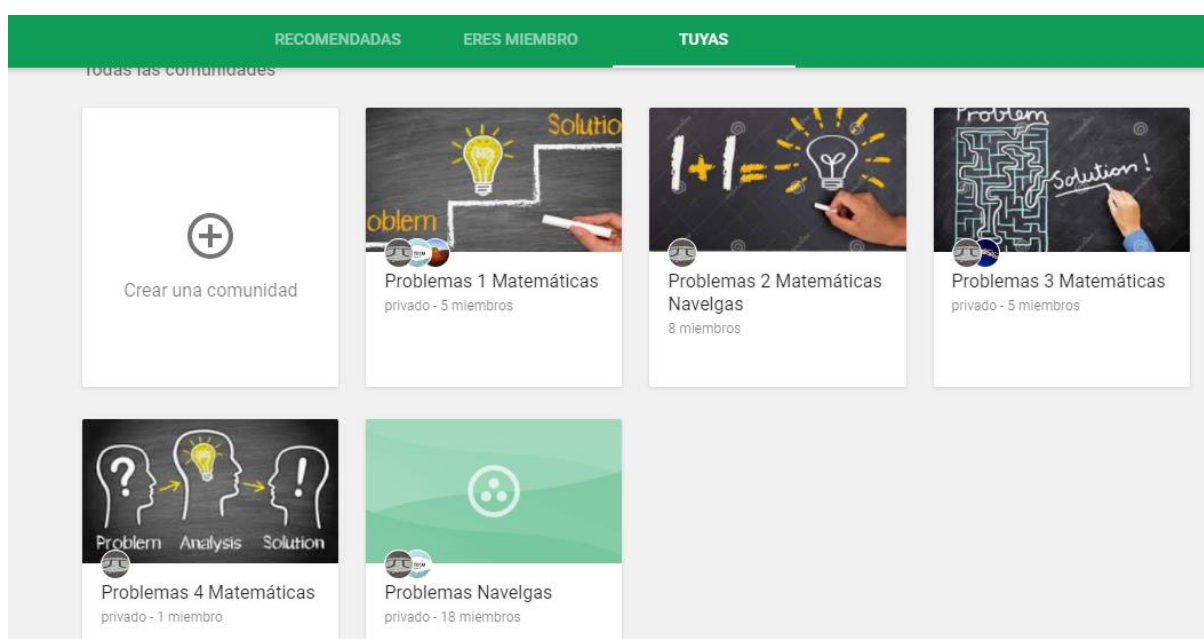 RECOMENDADAS ERES MIEMBRO TUYAS
Todas las comunidades
Solutio
oblem
1+1=
Problem
Solution!
Crear una comunidad
Problemas 1 Matemáticas
privado - 5 miembros
Problemas 2 Matemáticas
Navelgas
8 miembros
Problemas 3 Matemáticas
privado - 5 miembros
? !
Problem Analysis Solution
Problemas 4 Matemáticas
privado - 1 miembro
Problemas Navelgas
privado - 18 miembros